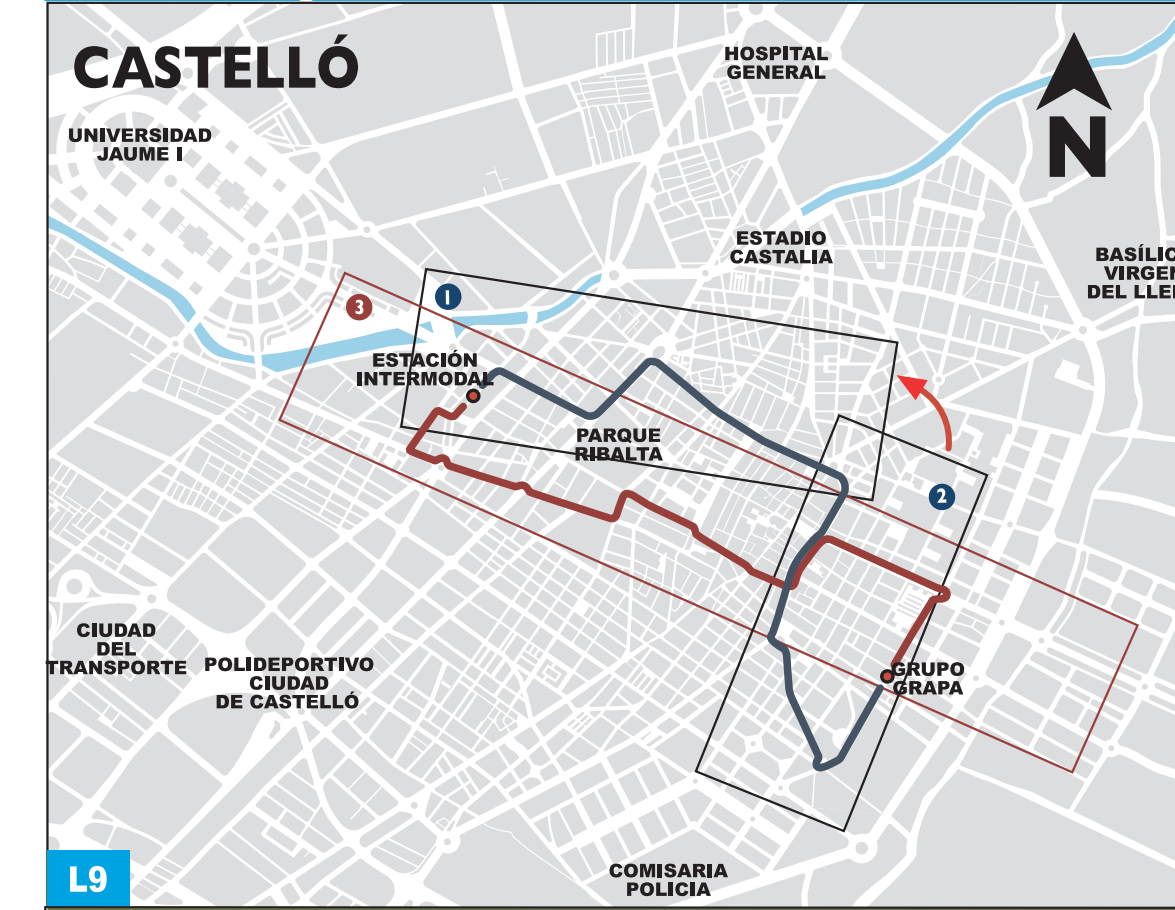 CASTELLÓ
HOSPITAL
GENERAL
N
UNIVERSIDAD
JAUME I
ESTADIO
CASTALIA
BASÍLIC
VIRGEN
DEL LLE
1
3
ESTACIÓN
INTERMODAL
PARQUE
RIBALTA
2
CIUDAD
DEL
TRANSPORTE
POLIDEPORTIVO
CIUDAD
DE CASTELLÓ
GRUPO
GRAPA
COMISARIA
POLICIA
L9